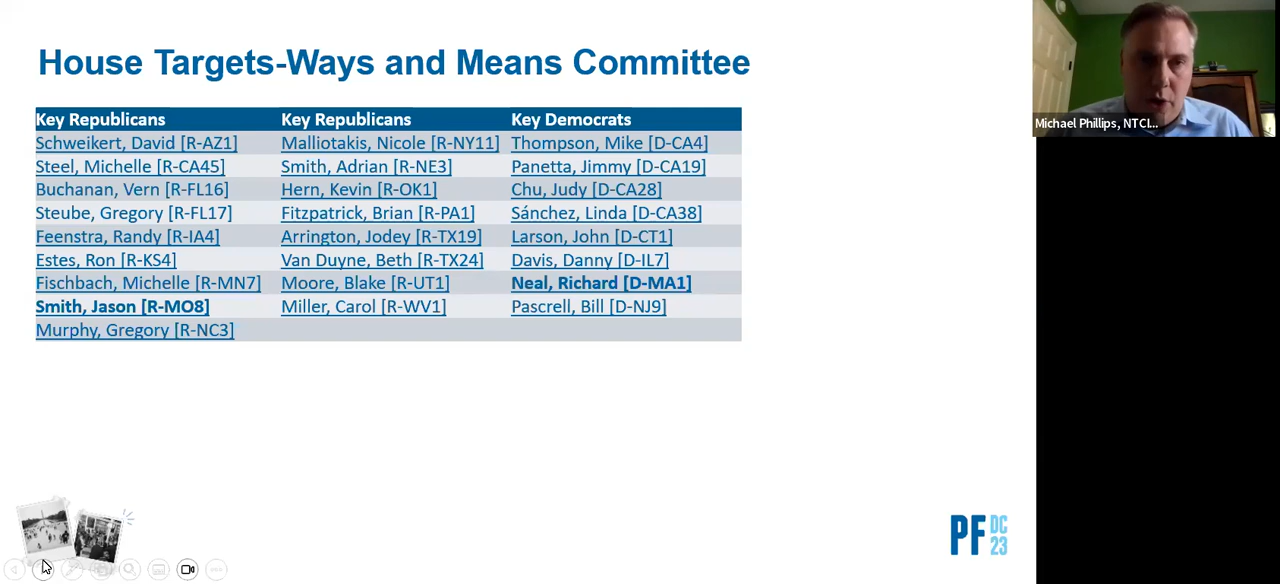 House Targets-Ways and Means Committee
Key Republicans Key Republicans Key Democrats
Schweikert, David [R-AZ1] Malliotakis, Nicole [R-NY11] Thompson, Mike [D-CA4]
Steel, Michelle [R-CA45] Smith, Adrian [R-NE3] Panetta, Jimmy [D-CA19]
Buchanan, Vern [R-FL16] Hern, Kevin [R-OK1] Chu, Judy [D-CA28]
Steube, Gregory [R-FL17] Fitzpatrick, Brian [R-PA1] Sánchez, Linda [D-CA38]
Feenstra, Randy [R-IA4] Arrington, Jodey [R-TX19] Larson, John [D-CT1]
Estes, Ron [R-KS4] Van Duyne, Beth [R-TX24] Davis, Danny [D-IL7]
Fischbach, Michelle [R-MN7] Moore, Blake [R-UT1] Neal, Richard [D-MA1]
Smith, Jason [R-MO8] Miller, Carol [R-WV1] Pascrell, Bill [D-NJ9]
Murphy, Gregory [R-NC3]
Michael Phillips, NTCI...
PF DC 23